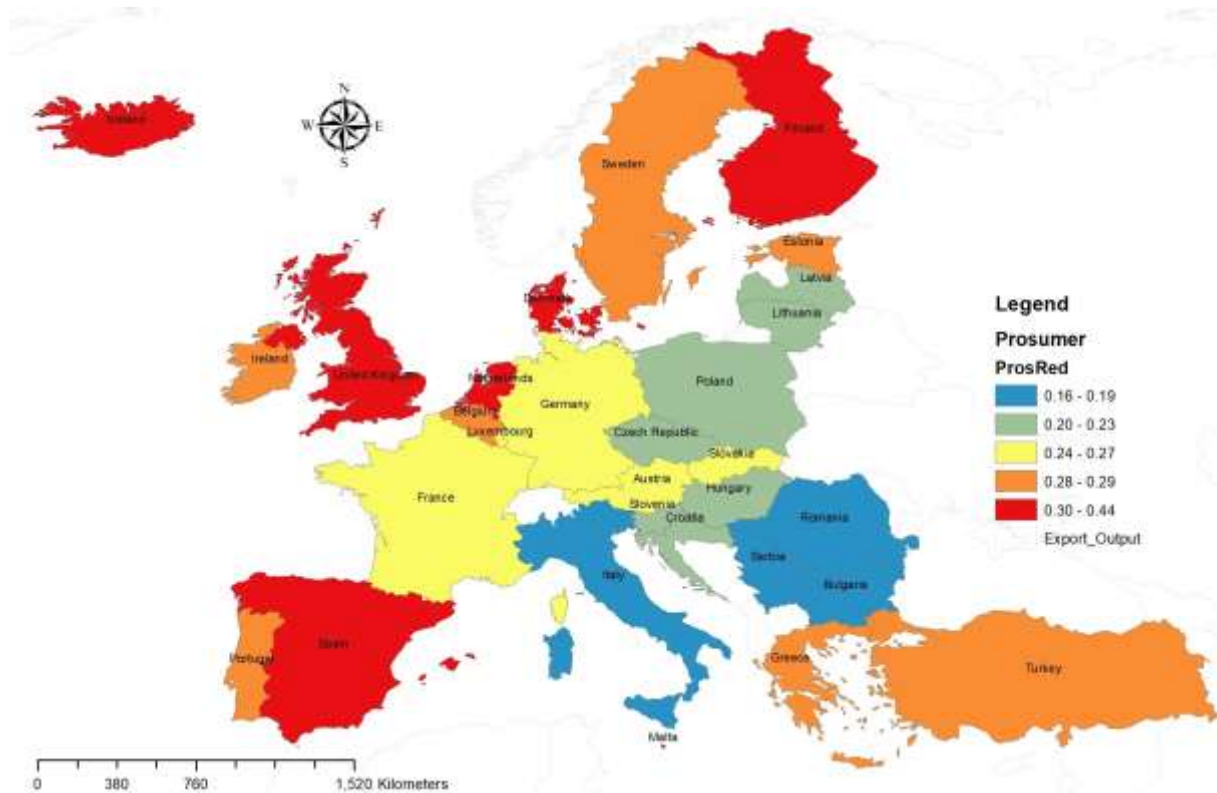 N
W E
S
Iceland
Finland
Sweden
Estonia
Latvia
Denmark
Lithuania
Ireland
United Kingdom
Netherlands
Poland
Belgium
Germany
Luxembourg
Czech Republic
Slovakia
Austria
France
Hungary
Slovenia
Croatia
Romania
Serbia
Italy
Bulgaria
Spain
Portugal
Greece
Turkey
Malta
Legend
Prosumer
ProsRed
0.16 - 0.19
0.20 - 0.23
0.24 - 0.27
0.28 - 0.29
0.30 - 0.44
Export_Output
0 380 760 1,520 Kilometers